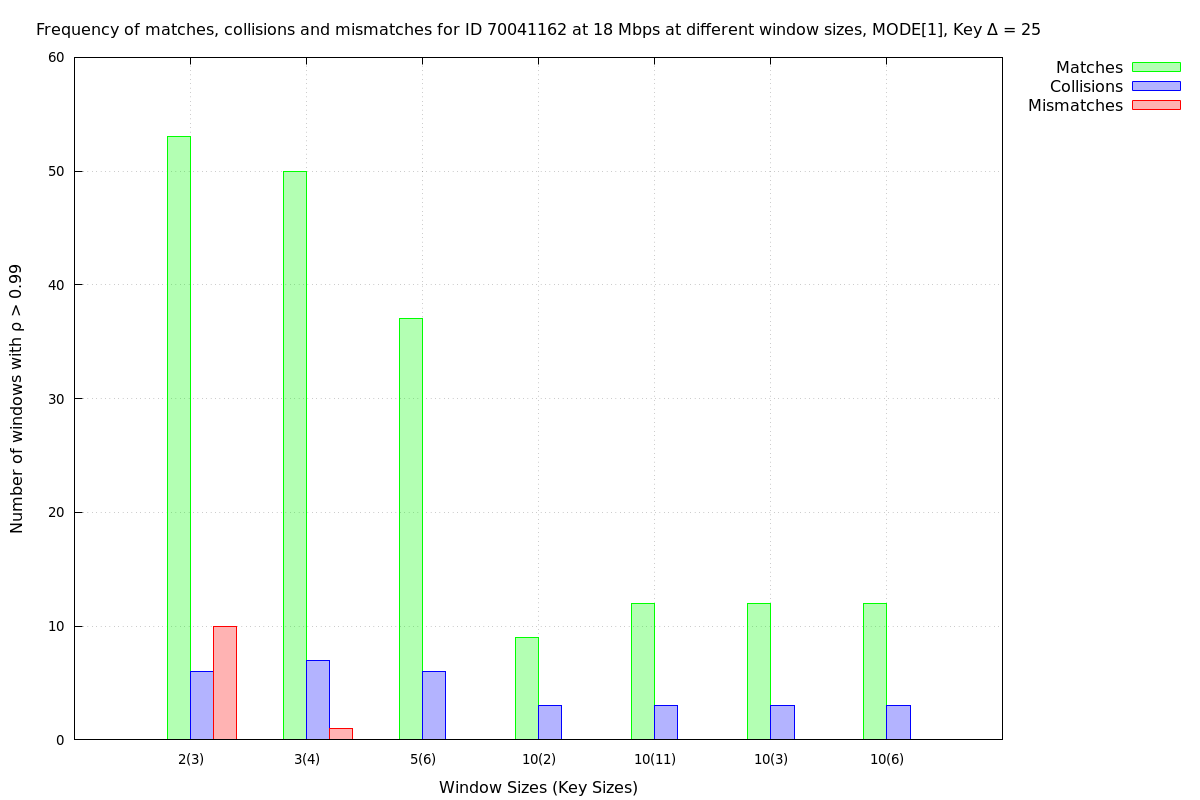 Frequency of matches, collisions and mismatches for ID 70041162 at 18 Mbps at different window sizes, MODE[1], Key Δ = 25
Matches
Collisions
Mismatches
Number of windows with ρ > 0.99
60
50
40
30
20
10
0
2(3) 3(4) 5(6) 10(2) 10(11) 10(3) 10(6)
Window Sizes (Key Sizes)